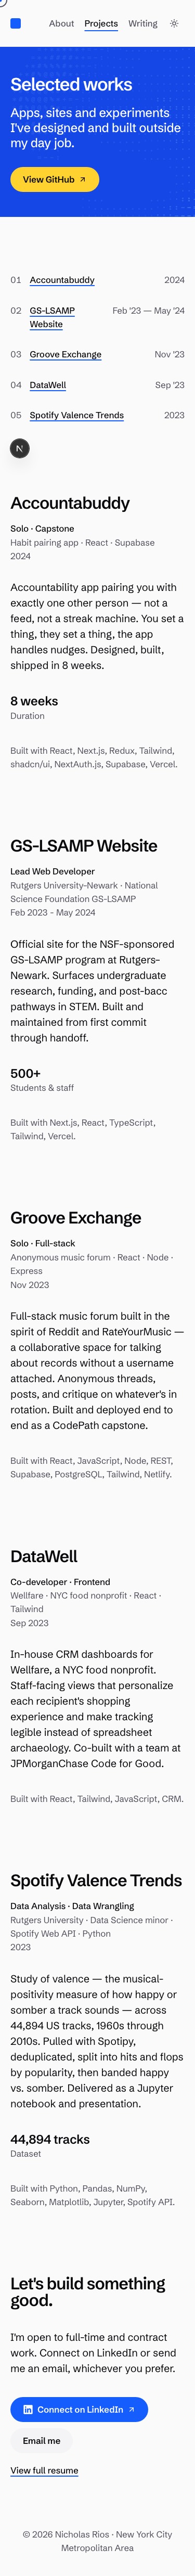 About Projects Writing
Selected works
Apps, sites and experiments
I've designed and built outside
my day job.
View GitHub ↗
01 Accountabuddy 2024
02 GS-LSAMP Feb '23 — May '24
Website
03 Groove Exchange Nov '23
04 DataWell Sep '23
05 Spotify Valence Trends 2023
N
Accountabuddy
Solo · Capstone
Habit pairing app · React · Supabase
2024
Accountability app pairing you with
exactly one other person — not a
feed, not a streak machine. You set a
thing, they set a thing, the app
handles nudges. Designed, built,
shipped in 8 weeks.
8 weeks
Duration
Built with React, Next.js, Redux, Tailwind,
shadcn/ui, NextAuth.js, Supabase, Vercel.
GS-LSAMP Website
Lead Web Developer
Rutgers University-Newark · National
Science Foundation GS-LSAMP
Feb 2023 - May 2024
Official site for the NSF-sponsored
GS-LSAMP program at Rutgers–
Newark. Surfaces undergraduate
research, funding, and post-bacc
pathways in STEM. Built and
maintained from first commit
through handoff.
500+
Students & staff
Built with Next.js, React, TypeScript,
Tailwind, Vercel.
Groove Exchange
Solo · Full-stack
Anonymous music forum · React · Node ·
Express
Nov 2023
Full-stack music forum built in the
spirit of Reddit and RateYourMusic —
a collaborative space for talking
about records without a username
attached. Anonymous threads,
posts, and critique on whatever's in
rotation. Built and deployed end to
end as a CodePath capstone.
Built with React, JavaScript, Node, REST,
Supabase, PostgreSQL, Tailwind, Netlify.
DataWell
Co-developer · Frontend
Wellfare · NYC food nonprofit · React ·
Tailwind
Sep 2023
In-house CRM dashboards for
Wellfare, a NYC food nonprofit.
Staff-facing views that personalize
each recipient's shopping
experience and make tracking
legible instead of spreadsheet
archaeology. Co-built with a team at
JPMorganChase Code for Good.
Built with React, Tailwind, JavaScript, CRM.
Spotify Valence Trends
Data Analysis · Data Wrangling
Rutgers University · Data Science minor ·
Spotify Web API · Python
2023
Study of valence — the musical-
positivity measure of how happy or
somber a track sounds — across
44,894 US tracks, 1960s through
2010s. Pulled with Spotipy,
deduplicated, split into hits and flops
by popularity, then banded happy
vs. somber. Delivered as a Jupyter
notebook and presentation.
44,894 tracks
Dataset
Built with Python, Pandas, NumPy,
Seaborn, Matplotlib, Jupyter, Spotify API.
Let's build something
good.
I'm open to full-time and contract
work. Connect on LinkedIn or send
me an email, whichever you prefer.
Connect on LinkedIn ↗
Email me
View full resume
© 2026 Nicholas Rios · New York City
Metropolitan Area